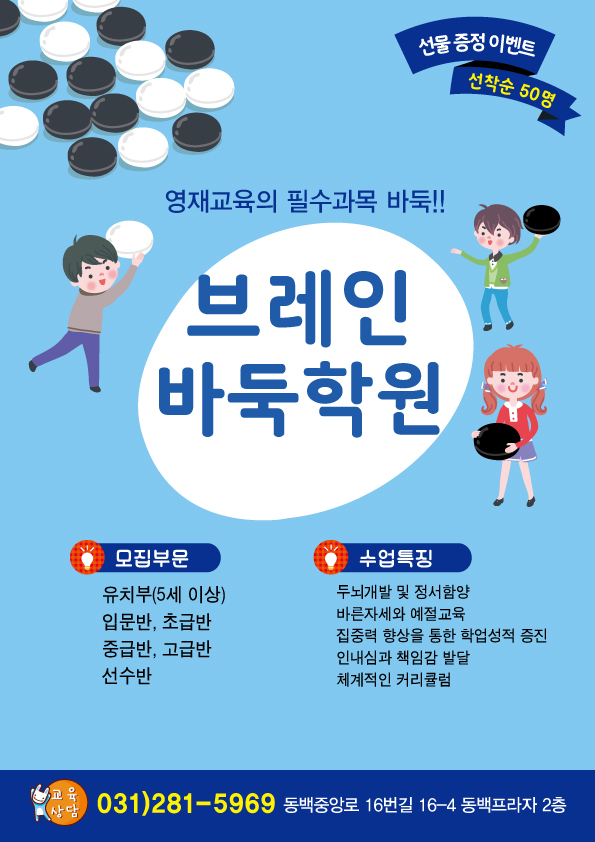 선물 증정 이벤트
선착순 50명
영재교육의 필수과목 바둑!!
브레인
바둑학원
모집부문
유치부(5세 이상)
입문반, 초급반
중급반, 고급반
선수반
수업특징
두뇌개발 및 정서함양
바른자세와 예절교육
집중력 향상을 통한 학업성적 증진
인내심과 책임감 발달
체계적인 커리큘럼
교육
상담
031)281-5969 동백중앙로 16번길 16-4 동백프라자 2층